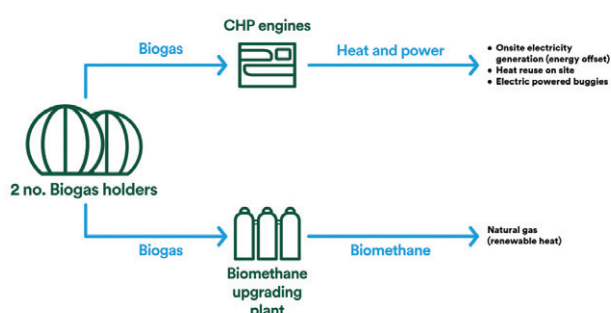 CHP engines
Biogas
Heat and power
• Onsite electricity
generation (energy offset)
• Heat reuse on site
• Electric powered buggies
2 no. Biogas holders
Biogas
Biomethane
Natural gas
(renewable heat)
Biomethane
upgrading
plant